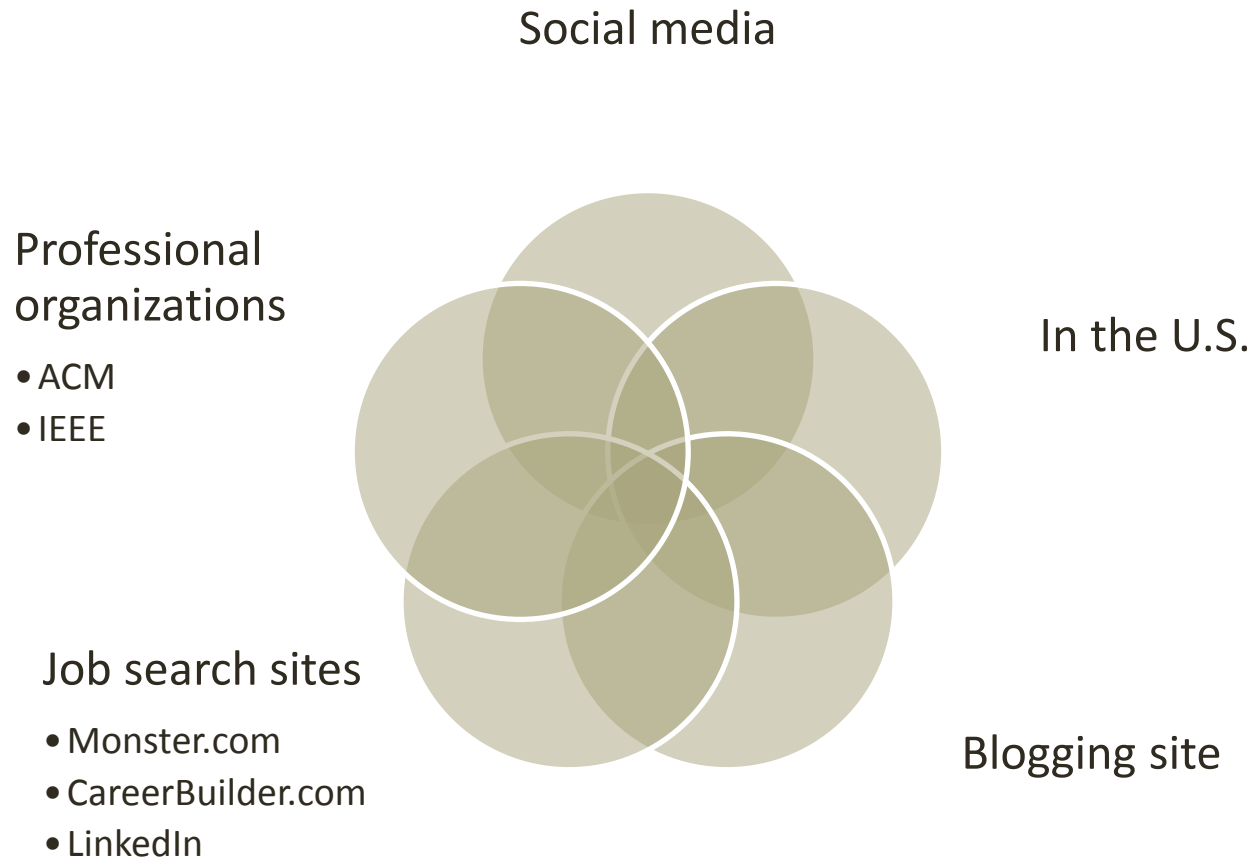 Social media
Professional
organizations
• ACM
• IEEE
In the U.S.
Job search sites
• Monster.com
• CareerBuilder.com
• LinkedIn
Blogging site